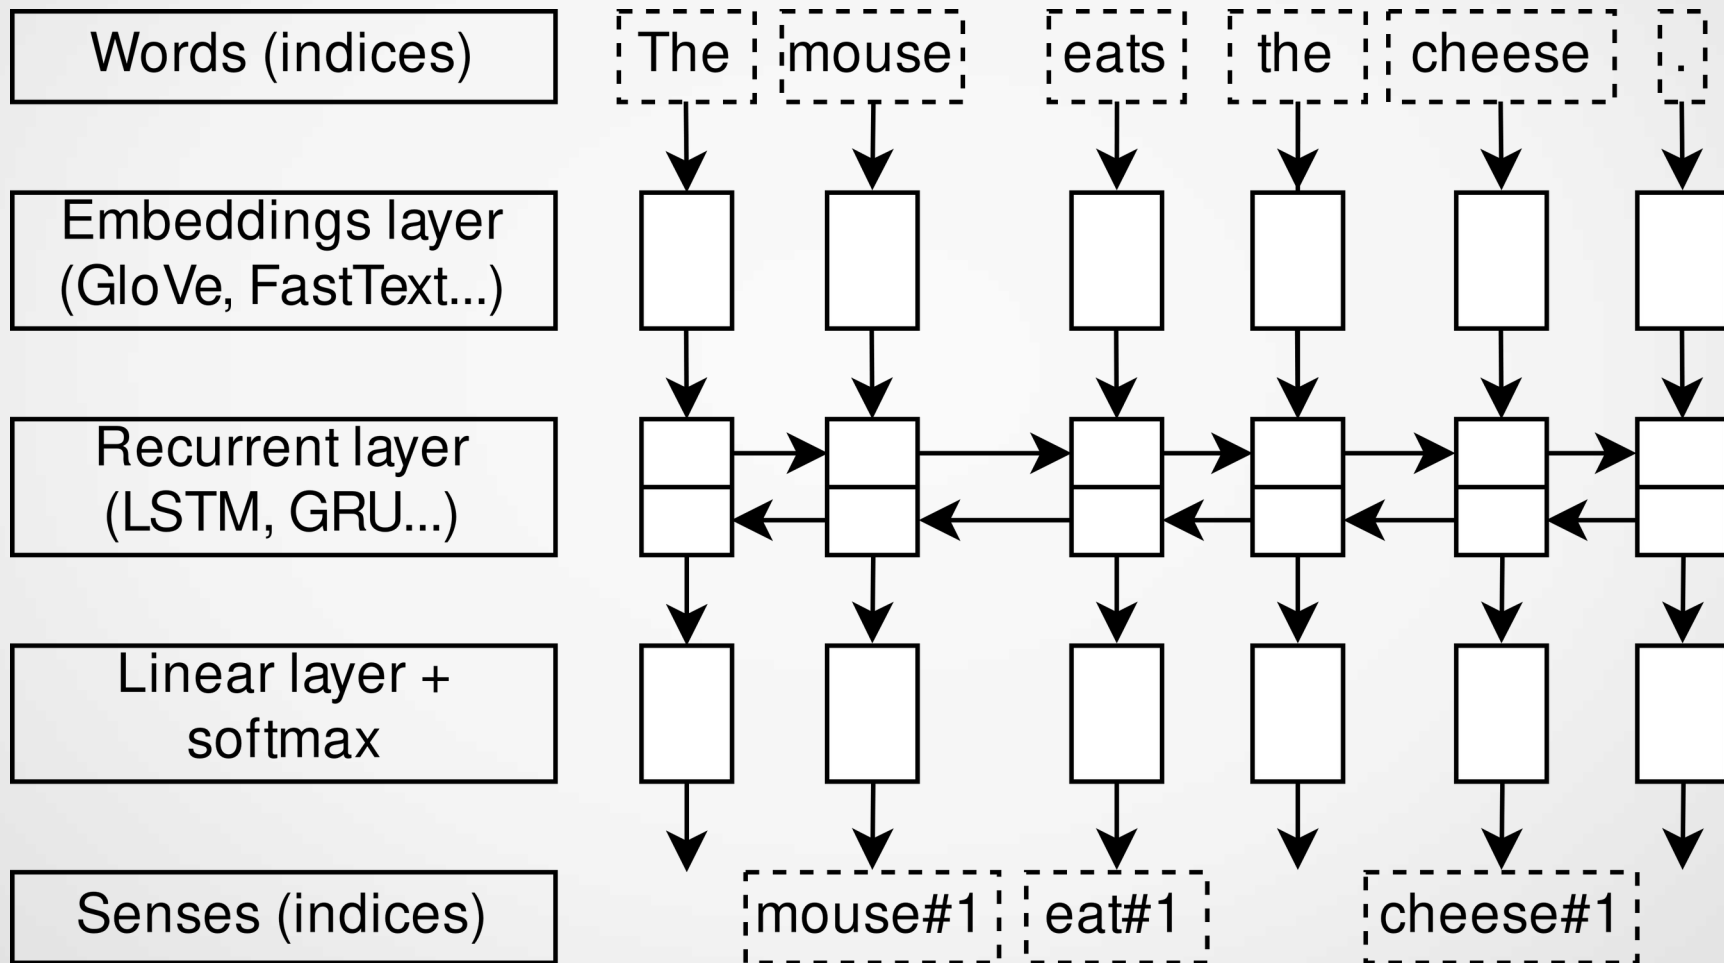 Words (indices) The mouse eats the cheese .
Embeddings layer
(GloVe, FastText...)
Recurrent layer
(LSTM, GRU...)
Linear layer +
softmax
Senses (indices) mouse#1 eat#1 cheese#1